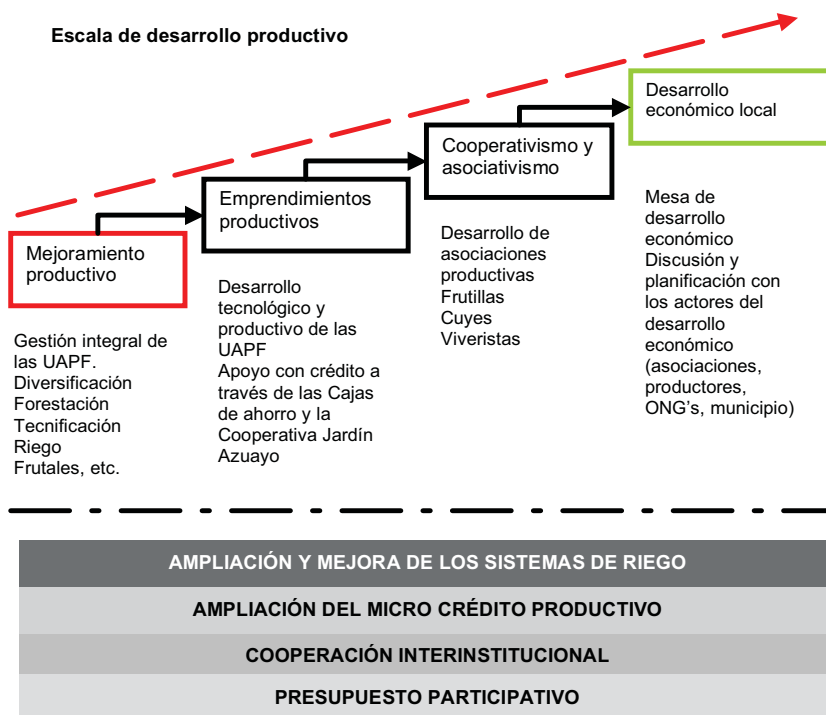 Escala de desarrollo productivo
Mejoramiento
productivo
Gestión integral de
las UAPF.
Diversificación
Forestación
Tecnificación
Riego
Frutales, etc.
Emprendimientos
productivos
Desarrollo
tecnológico y
productivo de las
UAPF
Apoyo con crédito a
través de las Cajas
de ahorro y la
Cooperativa Jardín
Azuayo
Cooperativismo y
asociativismo
Desarrollo de
asociaciones
productivas
Frutillas
Cuyes
Viveristas
Desarrollo
económico local
Mesa de
desarrollo
económico
Discusión y
planificación con
los actores del
desarrollo
económico
(asociaciones,
productores,
ONG's, municipio)
AMPLIACIÓN Y MEJORA DE LOS SISTEMAS DE RIEGO
AMPLIACIÓN DEL MICRO CRÉDITO PRODUCTIVO
COOPERACIÓN INTERINSTITUCIONAL
PRESUPUESTO PARTICIPATIVO